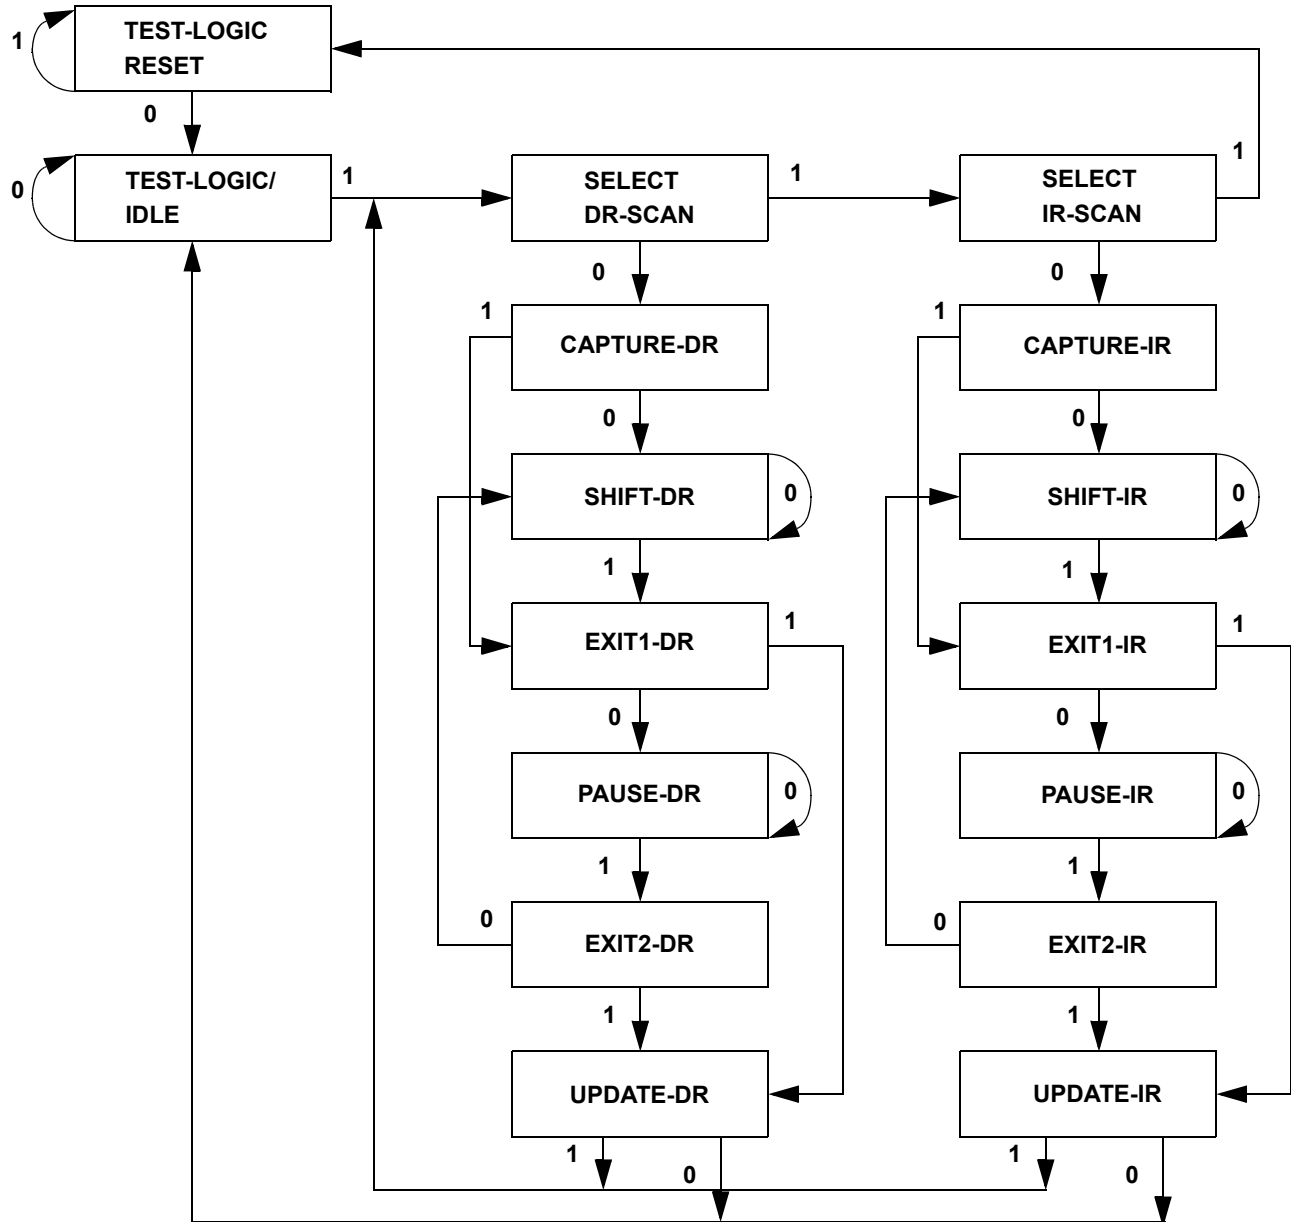 TEST-LOGIC
RESET
1
0
TEST-LOGIC/
IDLE
0
1
SELECT
DR-SCAN
1
SELECT
IR-SCAN
1
0
0
1
CAPTURE-DR
1
CAPTURE-IR
0
0
SHIFT-DR
0
SHIFT-IR
0
1
1
EXIT1-DR
1
EXIT1-IR
1
0
0
PAUSE-DR
0
PAUSE-IR
0
1
1
0
EXIT2-DR
0
EXIT2-IR
1
1
UPDATE-DR
UPDATE-IR
1
0
1
0